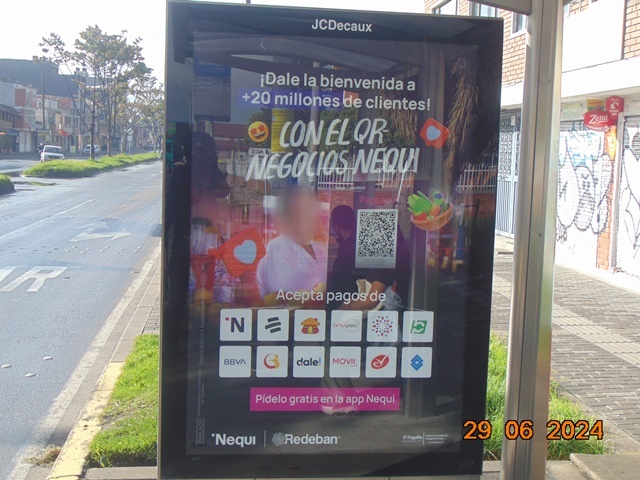 JCDecaux
¡Dale la bienvenida a
+20 millones de clientes!
CON EL QR
NEGOCIOS NEQUI
Acepta pagos de
N
BBVA
dale!
MOVII
Pídelo gratis en la app Nequi
Nequi
Redeban
29 06 2024
Zenú